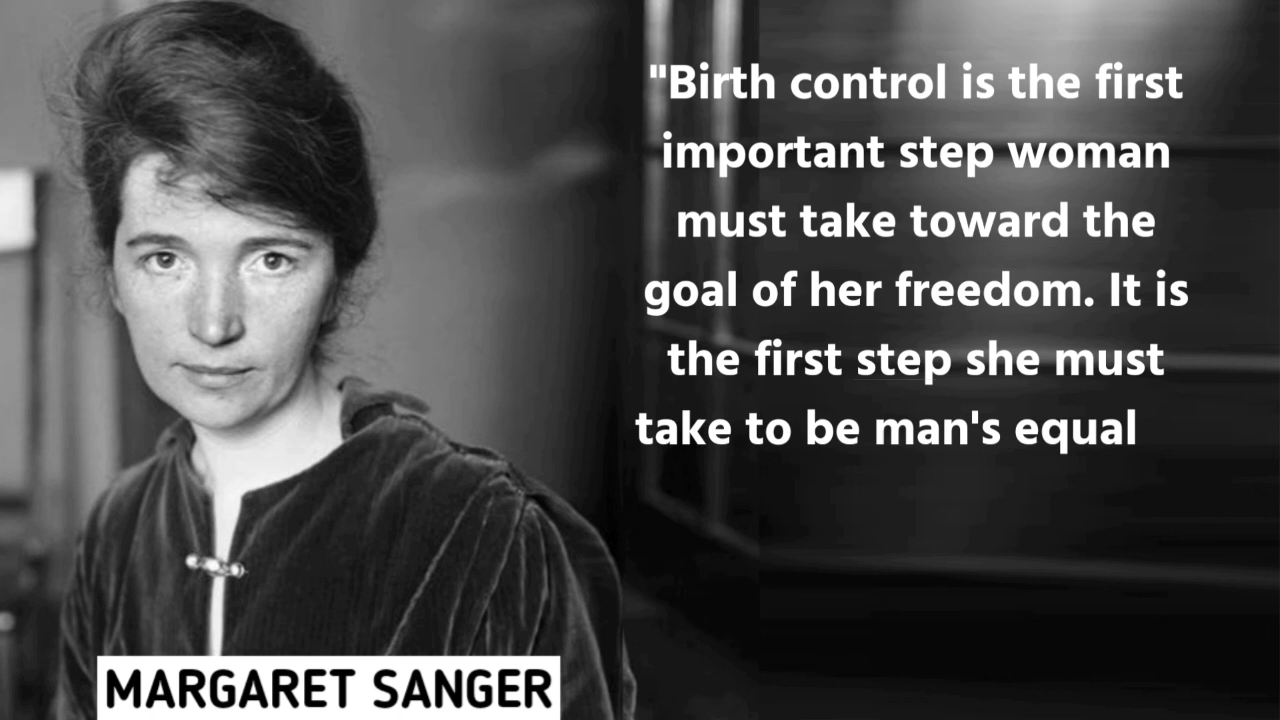 "Birth control is the first
important step woman
must take toward the
goal of her freedom. It is
the first step she must
take to be man's equal
MARGARET SANGER